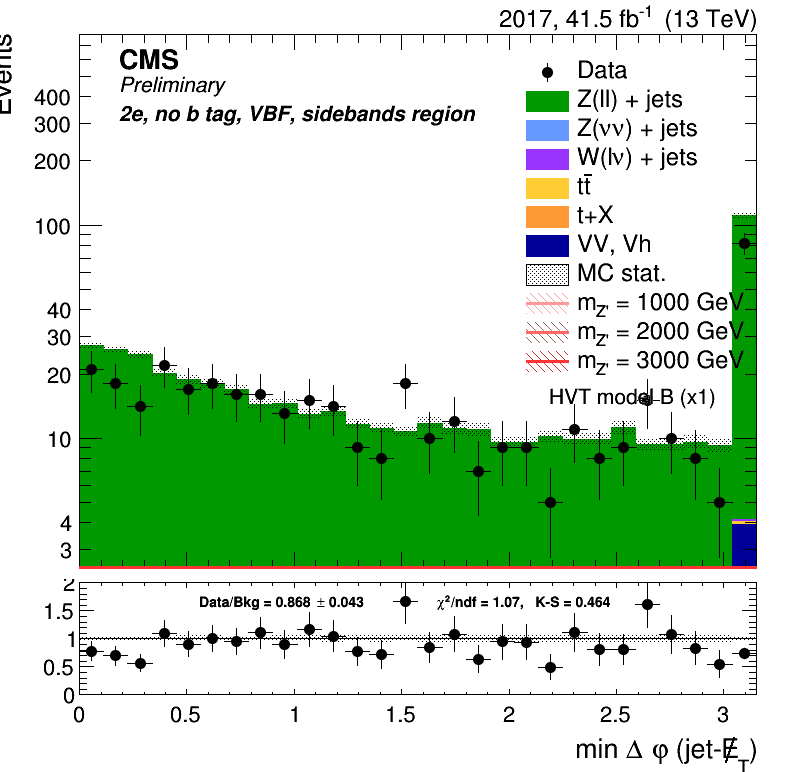 2017, 41.5 fb⁻¹ (13 TeV)
Events
CMS
Preliminary
2e, no b tag, VBF, sidebands region
Data
Z(ll) + jets
Z(νν) + jets
W(lν) + jets
tt̅
t+X
VV, Vh
MC stat.
m_Z' = 1000 GeV
m_Z' = 2000 GeV
m_Z' = 3000 GeV
HVT model B (x1)
400
300
200
100
40
30
20
10
4
3
Data/Bkg = 0.868 ± 0.043
χ²/ndf = 1.07, K-S = 0.464
2
1.5
1
0.5
0
0 0.5 1 1.5 2 2.5 3
min Δ φ (jet-E̸_T)